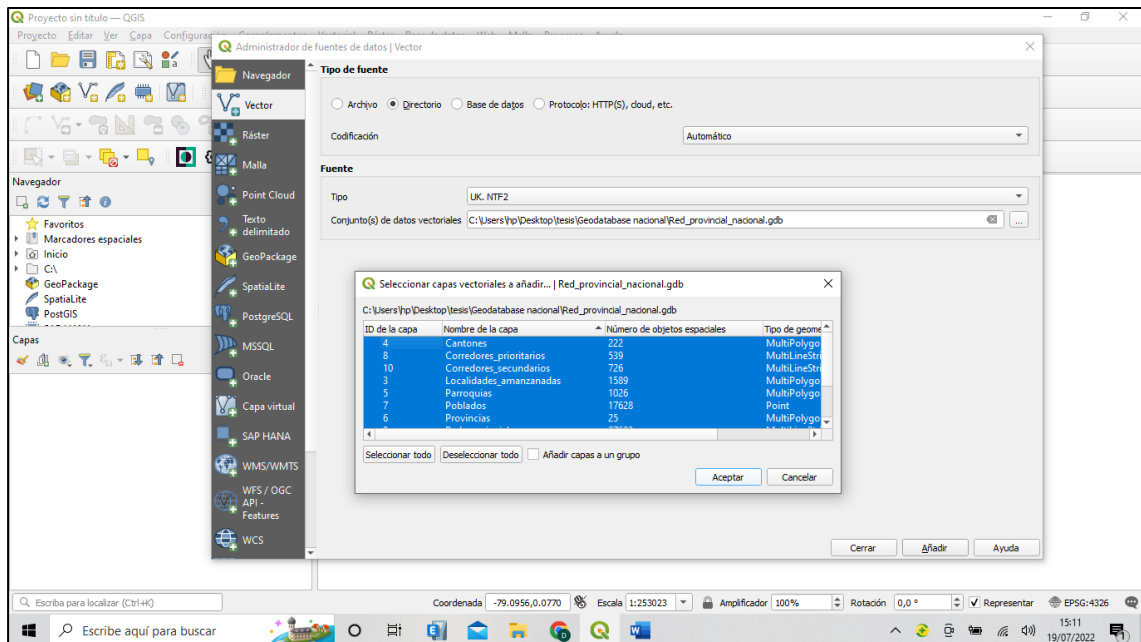 Proyecto sin título — QGIS
Proyecto Editar Ver Capa
Administrador de fuentes de datos | Vector
Navegador
Vector
Ráster
Malla
Point Cloud
Texto
delimitado
GeoPackage
SpatiaLite
PostgreSQL
MSSQL
Oracle
Capa virtual
SAP HANA
WMS/WMTS
WFS / OGC
API -
Features
WCS
Tipo de fuente
Archivo Directorio Base de datos Protocolo: HTTP(S), cloud, etc.
Codificación Automático
Fuente
Tipo UK. NTF2
Conjunto(s) de datos vectoriales C:\Users\hp\Desktop\tesis\Geodatabase nacional\Red_provincial_nacional.gdb ...
Navegador
Favoritos
Marcadores espaciales
Inicio
C:\
GeoPackage
SpatiaLite
PostGIS
Capas
Seleccionar capas vectoriales a añadir... | Red_provincial_nacional.gdb
C:\Users\hp\Desktop\tesis\Geodatabase nacional\Red_provincial_nacional.gdb
ID de la capa Nombre de la capa Número de objetos espaciales Tipo de geome
4 Cantones 222 MultiPolygo
8 Corredores_prioritarios 539 MultiLineStri
10 Corredores_secundarios 726 MultiLineStri
3 Localidades_amanzanadas 1589 MultiPolygo
5 Parroquias 1026 MultiPolygo
7 Poblados 17628 Point
6 Provincias 25 MultiPolygo
Seleccionar todo Deseleccionar todo Añadir capas a un grupo
Aceptar Cancelar
Cerrar Añadir Ayuda
Escriba para localizar (Ctrl+K) Coordenada -79.0956,0.0770 Escala 1:253023 Amplificador 100% Rotación 0,0 ° Representar EPSG:4326
Escribe aquí para buscar
15:11
19/07/2022